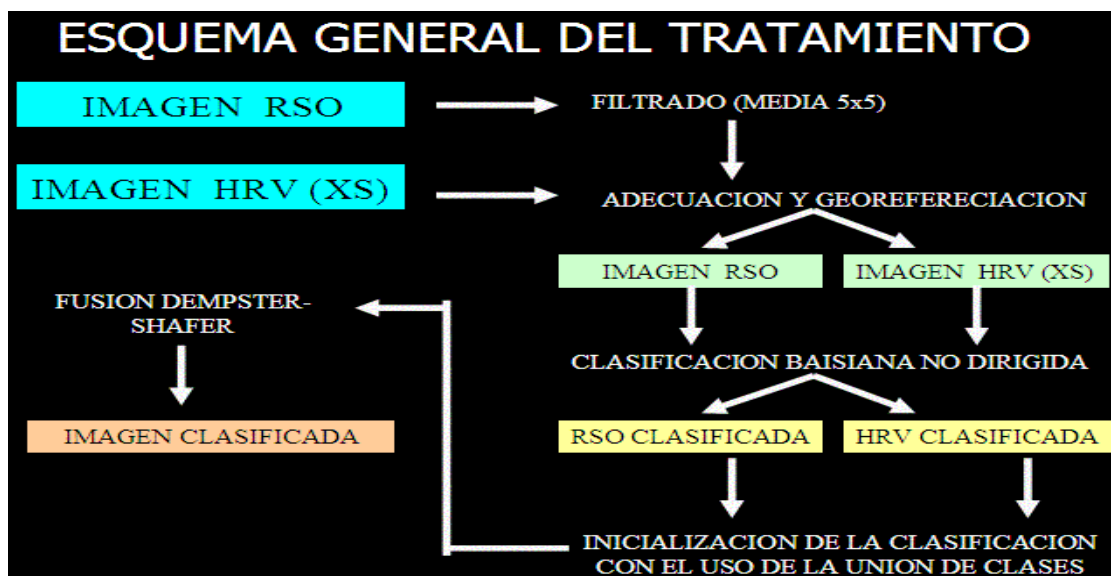 ESQUEMA GENERAL DEL TRATAMIENTO
IMAGEN RSO
FILTRADO (MEDIA 5x5)
IMAGEN HRV (XS)
ADECUACION Y GEOREFERECIACION
IMAGEN RSO
IMAGEN HRV (XS)
FUSION DEMPSTER-
SHAFER
CLASIFICACION BAISIANA NO DIRIGIDA
IMAGEN CLASIFICADA
RSO CLASIFICADA
HRV CLASIFICADA
INICIALIZACION DE LA CLASIFICACION
CON EL USO DE LA UNION DE CLASES